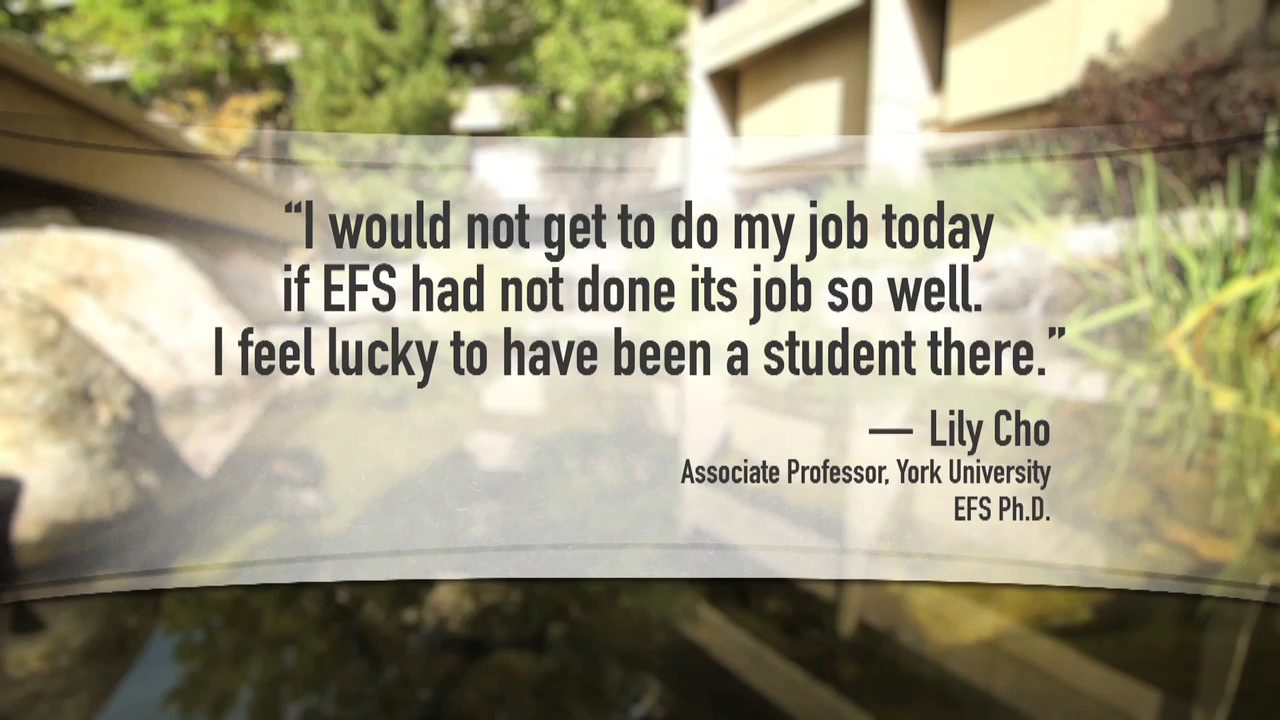 “I would not get to do my job today
if EFS had not done its job so well.
I feel lucky to have been a student there.”
— Lily Cho
Associate Professor, York University
EFS Ph.D.